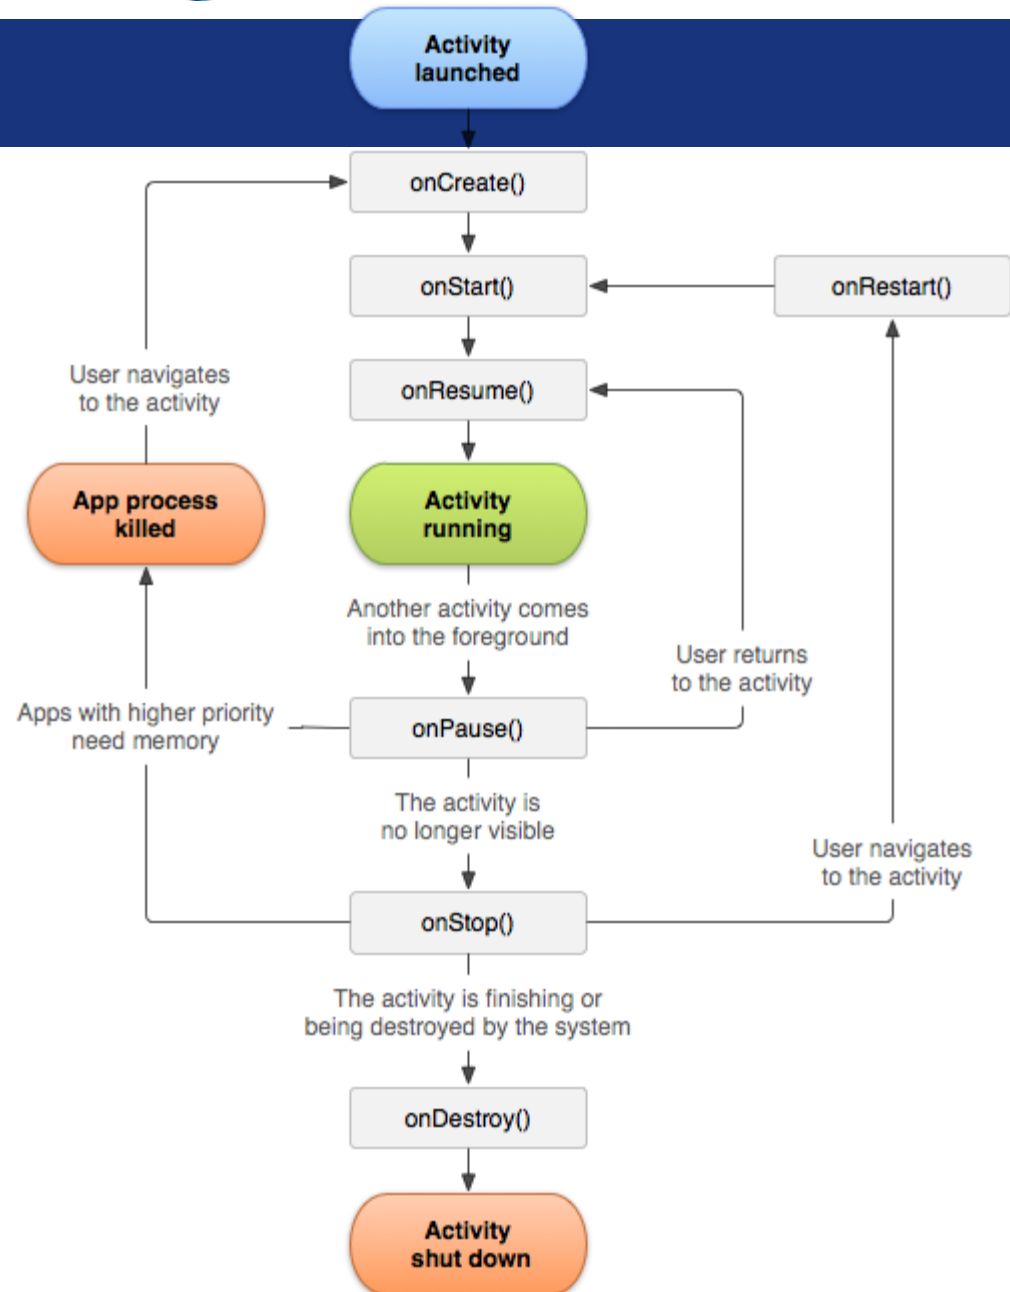 Activity
launched
onCreate()
onStart()
onRestart()
onResume()
User navigates
to the activity
App process
killed
Activity
running
Another activity comes
into the foreground
User returns
to the activity
Apps with higher priority
need memory
onPause()
The activity is
no longer visible
User navigates
to the activity
onStop()
The activity is finishing or
being destroyed by the system
onDestroy()
Activity
shut down